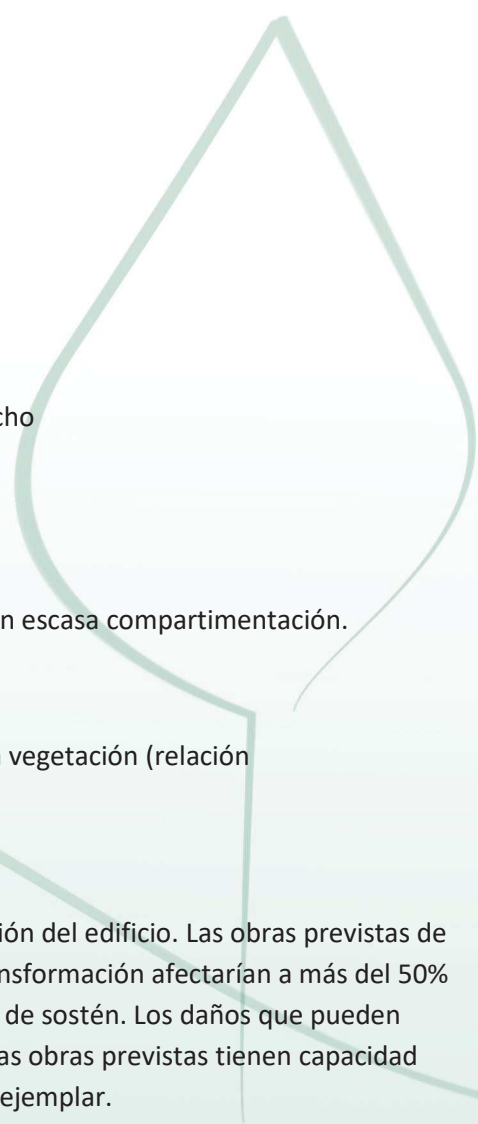 cho
n escasa compartimentación.
vegetación (relación
ión del edificio. Las obras previstas de
nsformación afectarían a más del 50%
de sostén. Los daños que pueden
as obras previstas tienen capacidad
ejemplar.